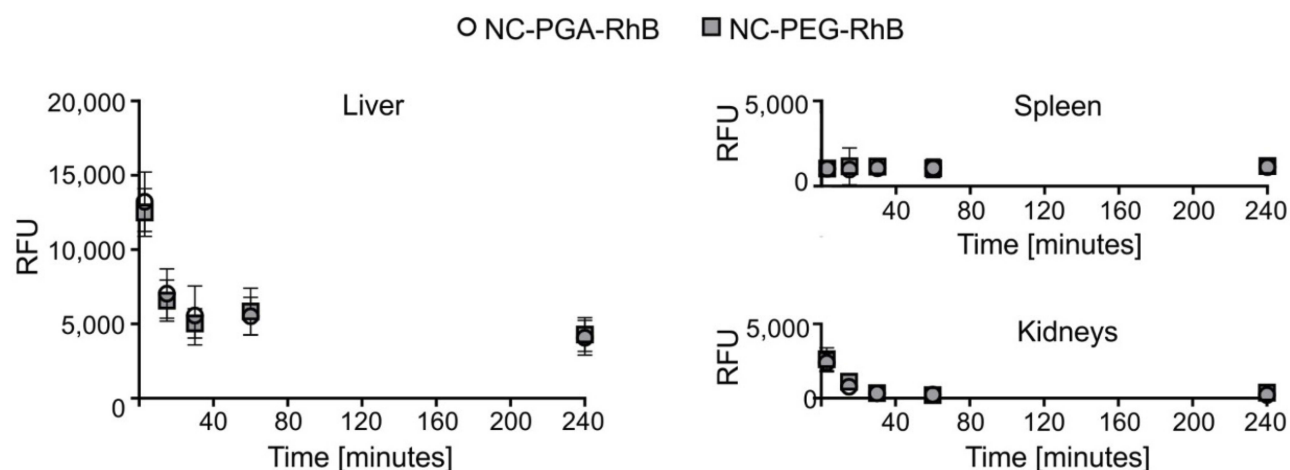 NC-PGA-RhB NC-PEG-RhB
Liver
20,000
15,000
10,000
5,000
0
RFU
40 80 120 160 200 240
Time [minutes]
Spleen
5,000
0
RFU
40 80 120 160 200 240
Time [minutes]
Kidneys
5,000
0
RFU
40 80 120 160 200 240
Time [minutes]